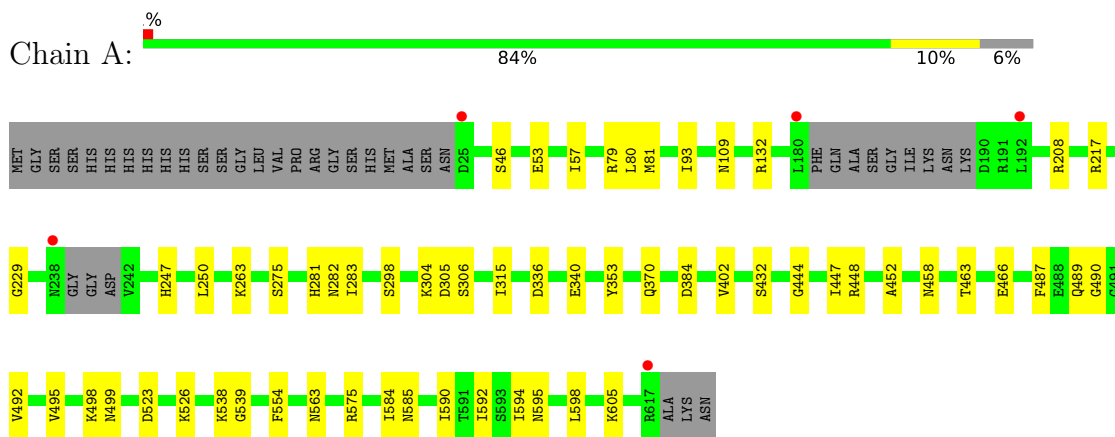 .%
Chain A:
84% 10% 6%
MET GLY SER SER HIS HIS HIS HIS HIS HIS SER SER GLY LEU VAL PRO ARG GLY SER HIS MET ALA SER ASN D25 S46 E53 I57 R79 L80 M81 I93 N109 R132 L180 PHE GLN ALA SER GLY ILE LYS ASN LYS D190 R191 L192 R208 R217
G229 N238 GLY GLY ASP V242 H247 L250 K263 S275 H281 N282 I283 S298 K304 D305 S306 I315 D336 E340 Y353 Q370 D384 V402 S432 G444 I447 R448 A452 N458 T463 E466 F487 E488 Q489 G490 G491
V492 V495 K498 N499 D523 K526 K538 G539 F554 N563 R575 I584 N585 I590 T591 I592 S593 I594 N595 L598 K605 R617 ALA LYS ASN